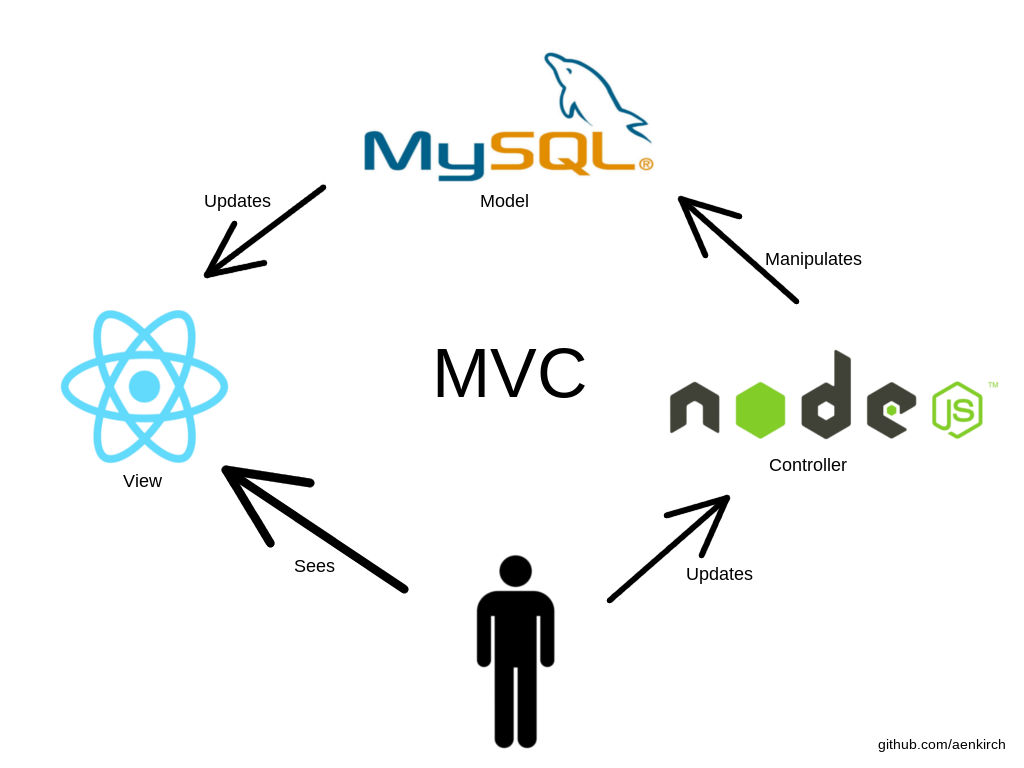 MySQL®
Updates
Model
Manipulates
MVC
node JS™
Controller
View
Sees
Updates
github.com/aenkirch